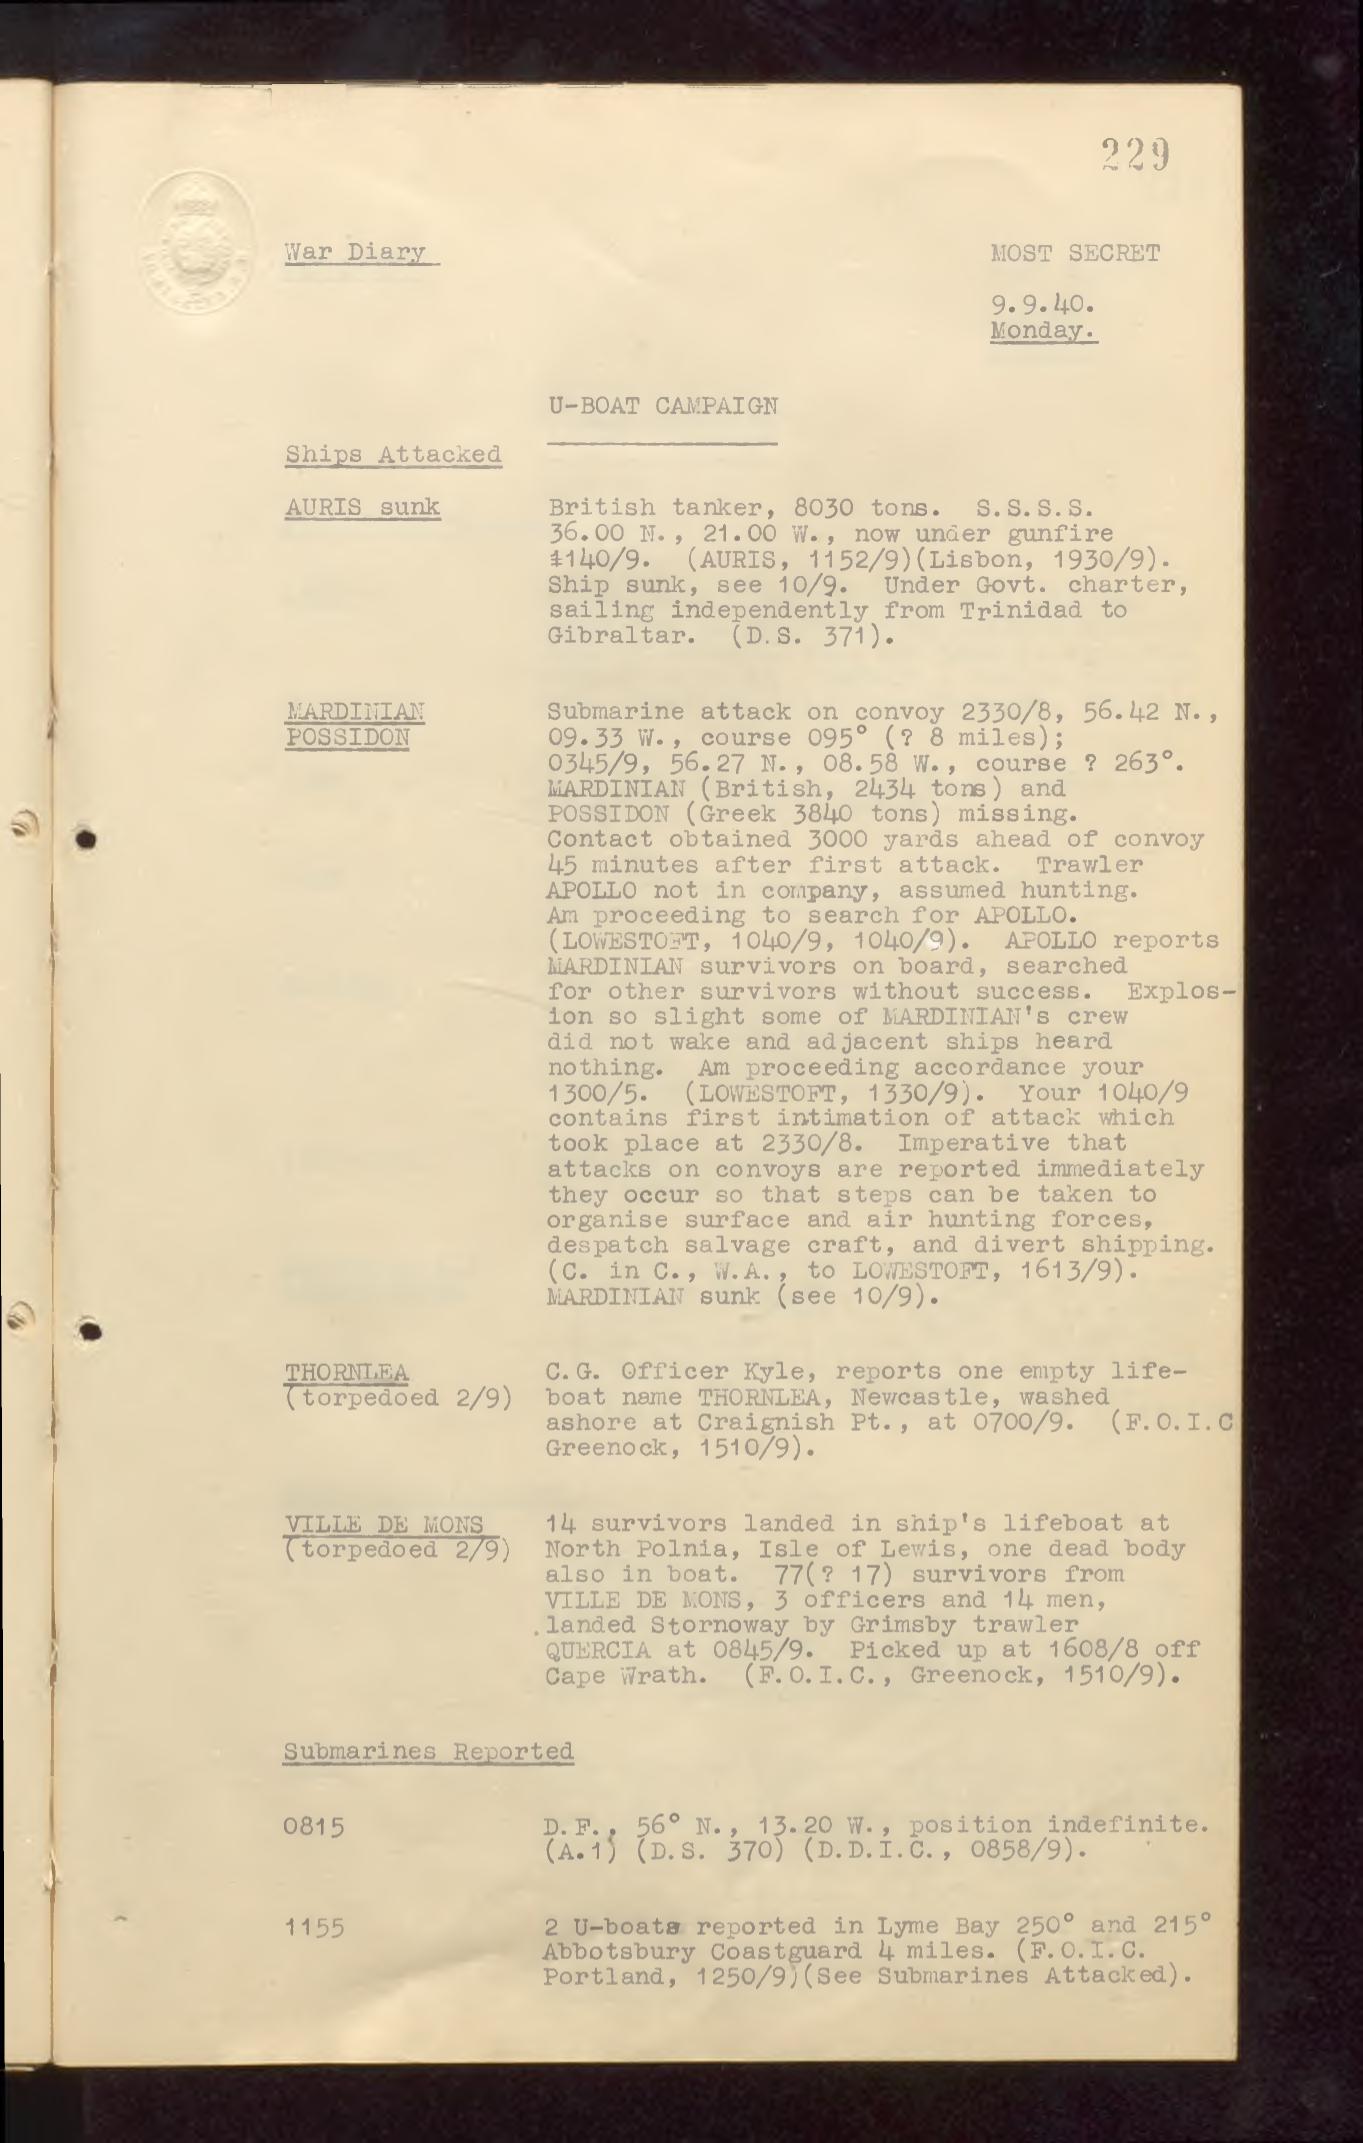 229
War Diary
MOST SECRET
9.9.40.
Monday.
U-BOAT CAMPAIGN
Ships Attacked
AURIS sunk
British tanker, 8030 tons. S.S.S.S.
36.00 N., 21.00 W., now under gunfire
1140/9. (AURIS, 1152/9)(Lisbon, 1930/9).
Ship sunk, see 10/9. Under Govt. charter,
sailing independently from Trinidad to
Gibraltar. (D.S. 371).
MARDINIAN
POSSIDON
Submarine attack on convoy 2330/8, 56.42 N.,
09.33 W., course 095° (? 8 miles);
0345/9, 56.27 N., 08.58 W., course ? 263°.
MARDINIAN (British, 2434 tons) and
POSSIDON (Greek 3840 tons) missing.
Contact obtained 3000 yards ahead of convoy
45 minutes after first attack. Trawler
APOLLO not in company, assumed hunting.
Am proceeding to search for APOLLO.
(LOWESTOFT, 1040/9, 1040/9). APOLLO reports
MARDINIAN survivors on board, searched
for other survivors without success. Explos-
ion so slight some of MARDINIAN's crew
did not wake and adjacent ships heard
nothing. Am proceeding accordance your
1300/5. (LOWESTOFT, 1330/9). Your 1040/9
contains first intimation of attack which
took place at 2330/8. Imperative that
attacks on convoys are reported immediately
they occur so that steps can be taken to
organise surface and air hunting forces,
despatch salvage craft, and divert shipping.
(C. in C., W.A., to LOWESTOFT, 1613/9).
MARDINIAN sunk (see 10/9).
THORNLEA
(torpedoed 2/9)
C.G. Officer Kyle, reports one empty life-
boat name THORNLEA, Newcastle, washed
ashore at Craignish Pt., at 0700/9. (F.O.I.C
Greenock, 1510/9).
VILLE DE MONS
(torpedoed 2/9)
14 survivors landed in ship's lifeboat at
North Polnia, Isle of Lewis, one dead body
also in boat. 77(? 17) survivors from
VILLE DE MONS, 3 officers and 14 men,
landed Stornoway by Grimsby trawler
QUERCIA at 0845/9. Picked up at 1608/8 off
Cape Wrath. (F.O.I.C., Greenock, 1510/9).
Submarines Reported
0815
D.F., 56° N., 13.20 W., position indefinite.
(A.1) (D.S. 370) (D.D.I.C., 0858/9).
1155
2 U-boats reported in Lyme Bay 250° and 215°
Abbotsbury Coastguard 4 miles. (F.O.I.C.
Portland, 1250/9)(See Submarines Attacked).